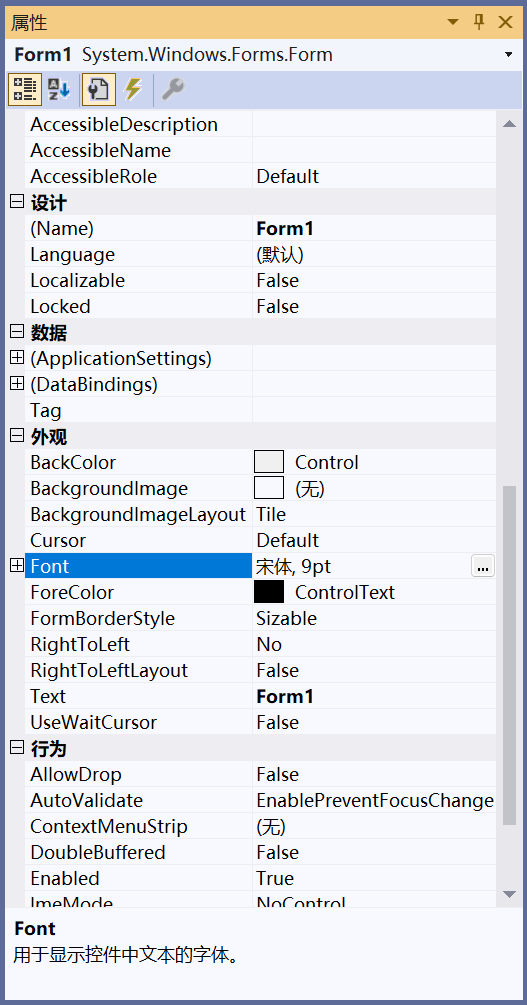 属性
Form1 System.Windows.Forms.Form
AccessibleDescription
AccessibleName
AccessibleRole Default
设计
(Name) Form1
Language (默认)
Localizable False
Locked False
数据
(ApplicationSettings)
(DataBindings)
Tag
外观
BackColor Control
BackgroundImage (无)
BackgroundImageLayout Tile
Cursor Default
Font 宋体, 9pt ...
ForeColor ControlText
FormBorderStyle Sizable
RightToLeft No
RightToLeftLayout False
Text Form1
UseWaitCursor False
行为
AllowDrop False
AutoValidate EnablePreventFocusChange
ContextMenuStrip (无)
DoubleBuffered False
Enabled True
ImeMode NoControl
Font
用于显示控件中文本的字体。